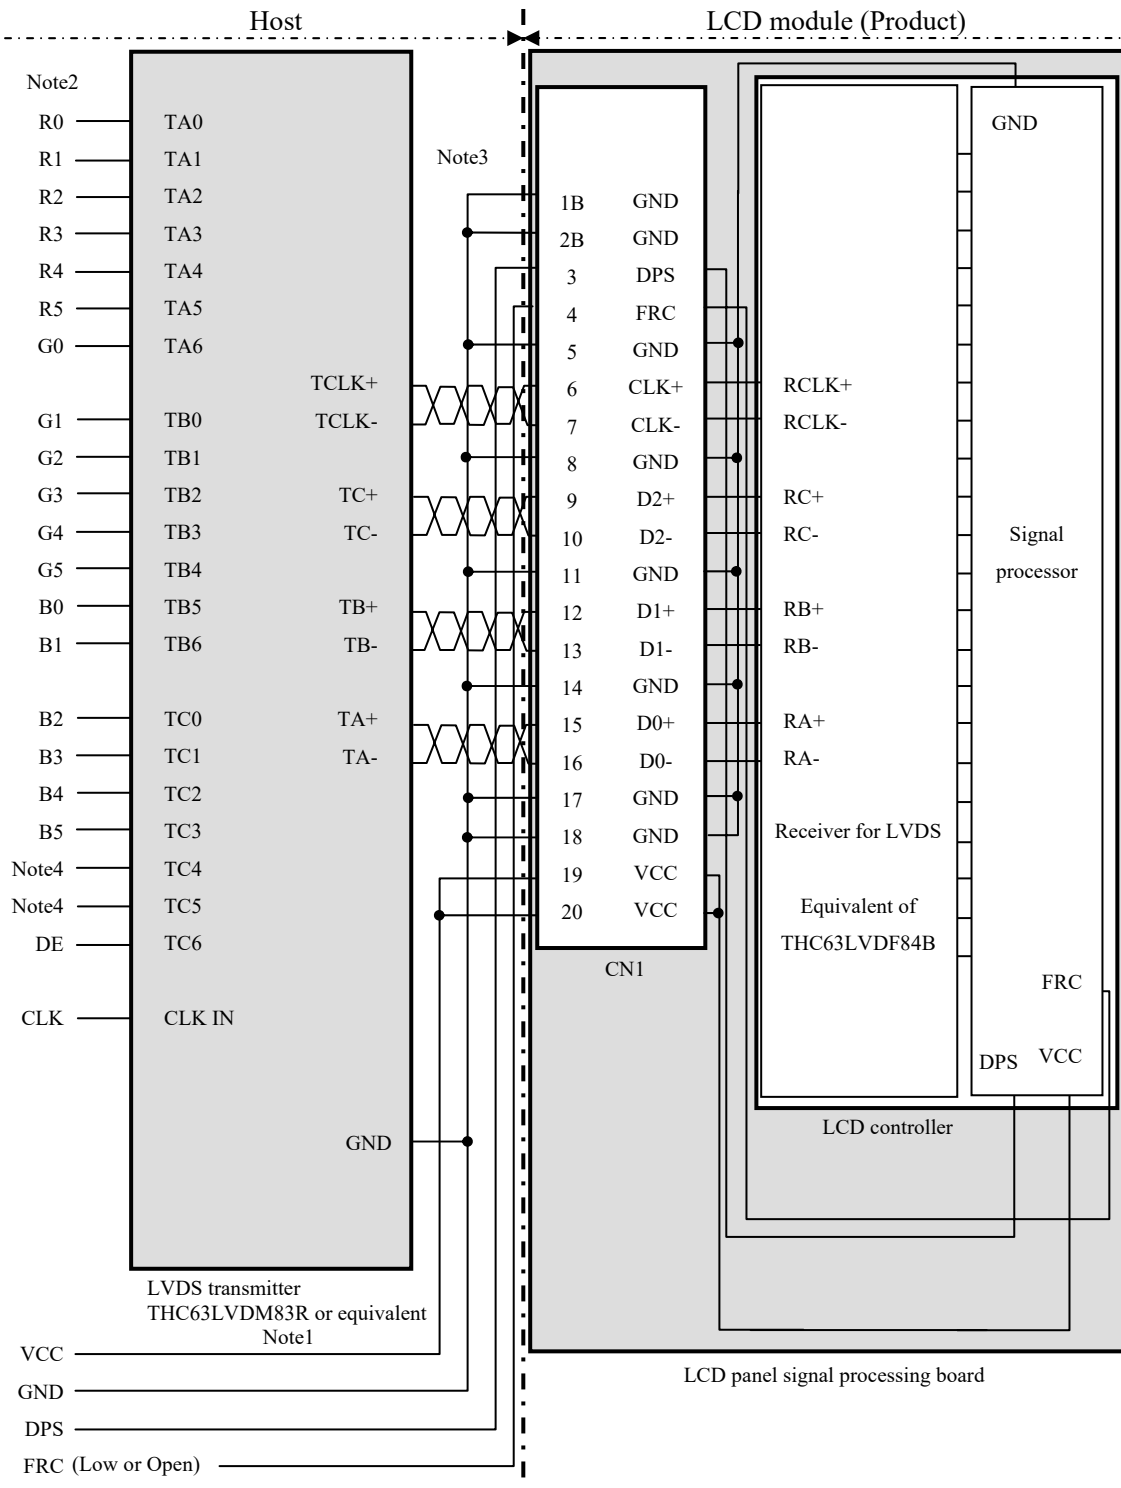 Host
LCD module (Product)
Note2
R0 TA0
R1 TA1
R2 TA2
R3 TA3
R4 TA4
R5 TA5
G0 TA6
TCLK+
G1 TB0 TCLK-
G2 TB1
G3 TB2 TC+
G4 TB3 TC-
G5 TB4
B0 TB5 TB+
B1 TB6 TB-
B2 TC0 TA+
B3 TC1 TA-
B4 TC2
B5 TC3
Note4 TC4
Note4 TC5
DE TC6
CLK CLK IN
GND
LVDS transmitter
THC63LVDM83R or equivalent
Note1
VCC
GND
DPS
FRC (Low or Open)
Note3
1B GND
2B GND
3 DPS
4 FRC
5 GND
6 CLK+
7 CLK-
8 GND
9 D2+
10 D2-
11 GND
12 D1+
13 D1-
14 GND
15 D0+
16 D0-
17 GND
18 GND
19 VCC
20 VCC
CN1
RCLK+
RCLK-
RC+
RC-
RB+
RB-
RA+
RA-
Receiver for LVDS
Equivalent of
THC63LVDF84B
GND
Signal
processor
FRC
DPS VCC
LCD controller
LCD panel signal processing board